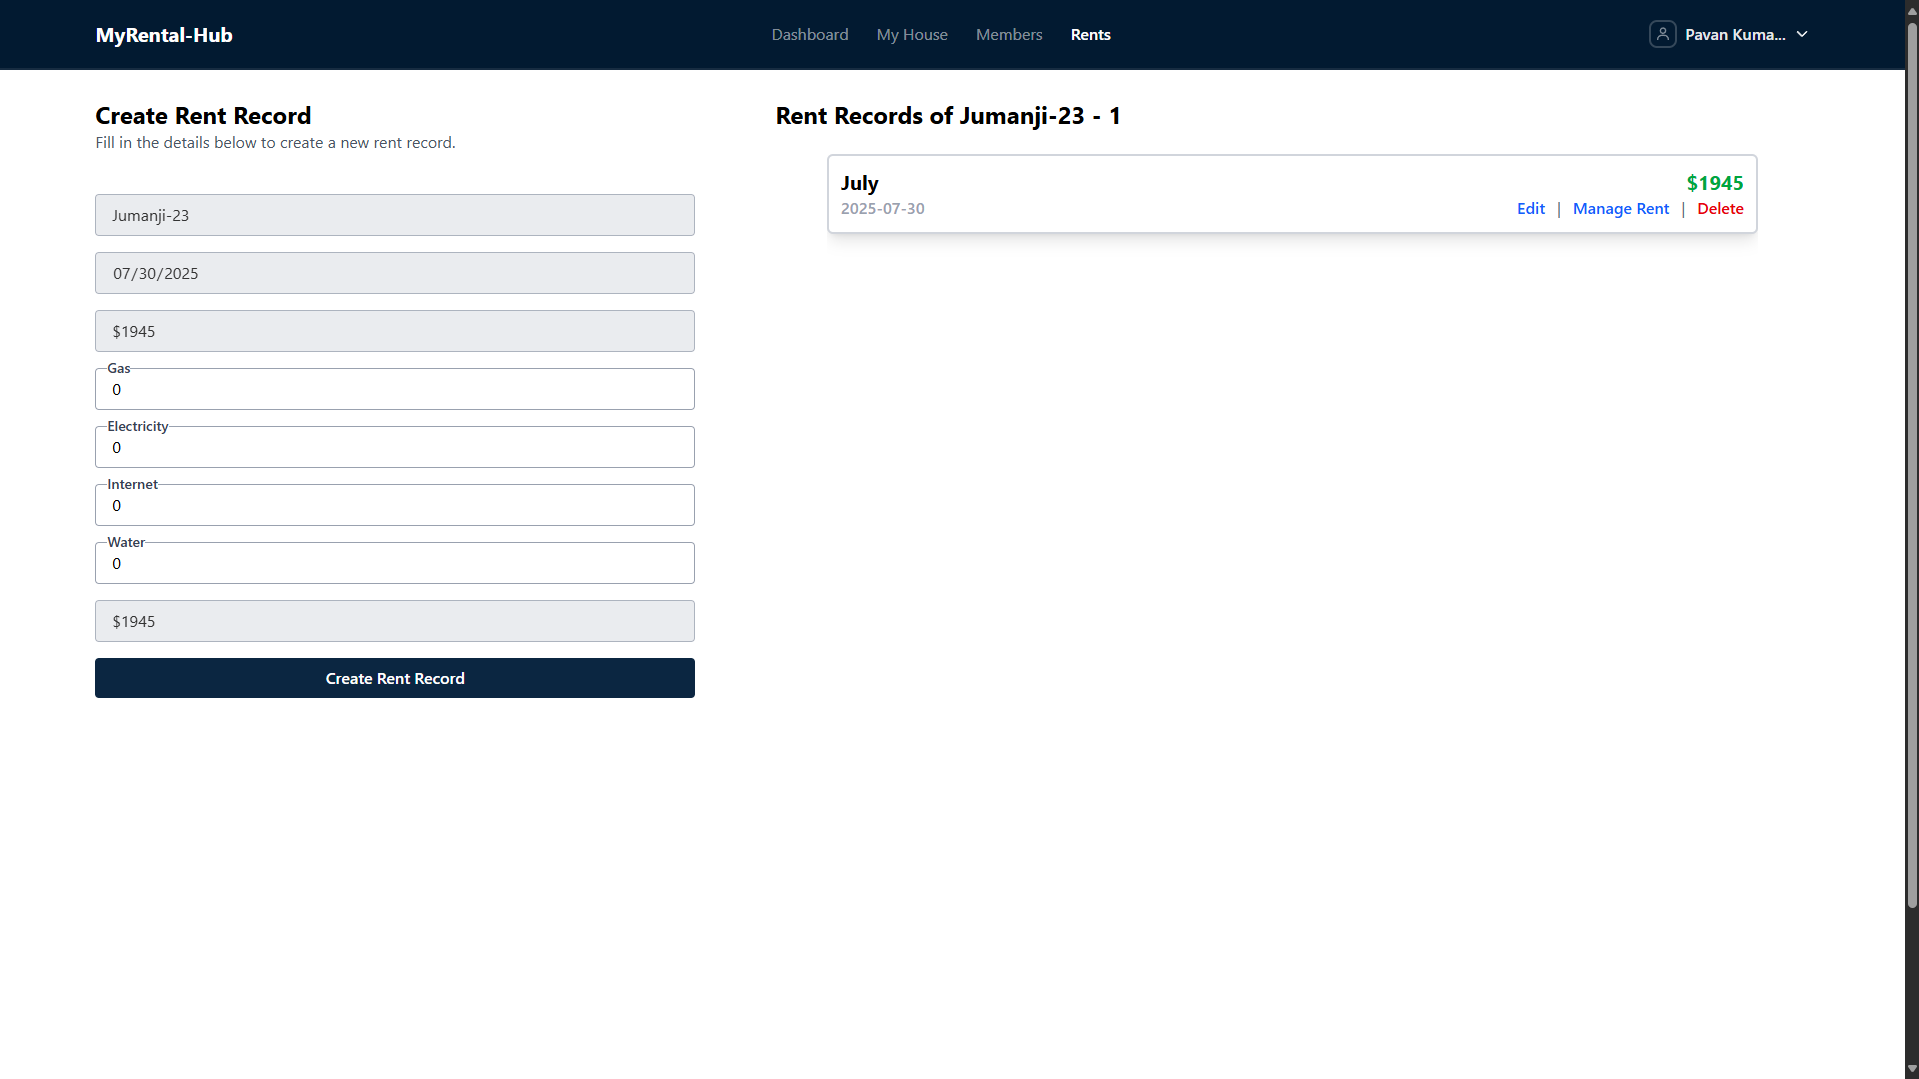 MyRental-Hub
Dashboard My House Members Rents
Pavan Kuma...
Create Rent Record
Fill in the details below to create a new rent record.
Jumanji-23
07/30/2025
$1945
Gas
0
Electricity
0
Internet
0
Water
0
$1945
Create Rent Record
Rent Records of Jumanji-23 - 1
July
$1945
2025-07-30
Edit | Manage Rent | Delete